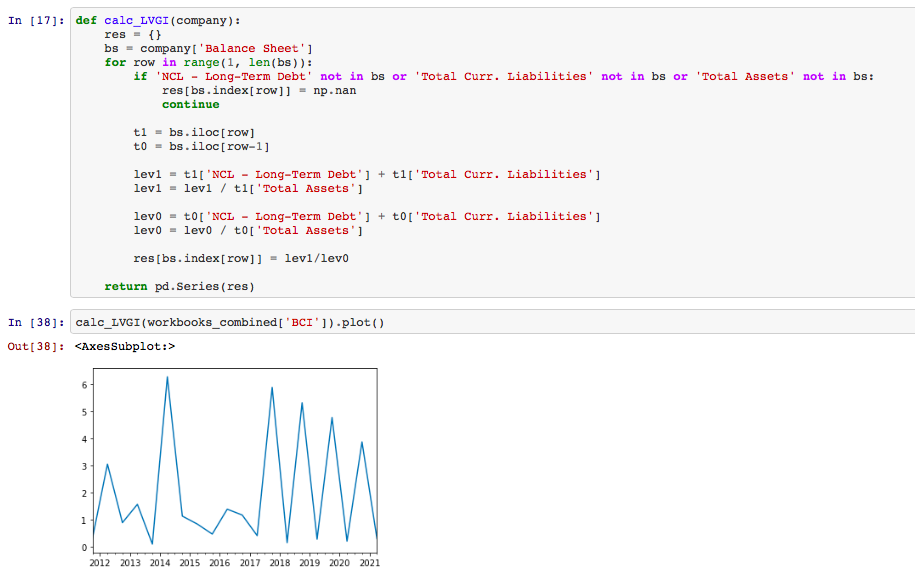 In [17]: def calc_LVGI(company):
    res = {}
    bs = company['Balance Sheet']
    for row in range(1, len(bs)):
        if 'NCL - Long-Term Debt' not in bs or 'Total Curr. Liabilities' not in bs or 'Total Assets' not in bs:
            res[bs.index[row]] = np.nan
            continue
        t1 = bs.iloc[row]
        t0 = bs.iloc[row-1]
        lev1 = t1['NCL - Long-Term Debt'] + t1['Total Curr. Liabilities']
        lev1 = lev1 / t1['Total Assets']
        lev0 = t0['NCL - Long-Term Debt'] + t0['Total Curr. Liabilities']
        lev0 = lev0 / t0['Total Assets']
        res[bs.index[row]] = lev1/lev0
    return pd.Series(res)
In [38]: calc_LVGI(workbooks_combined['BCI']).plot()
Out[38]: <AxesSubplot:>
6
5
4
3
2
1
0
2012 2013 2014 2015 2016 2017 2018 2019 2020 2021